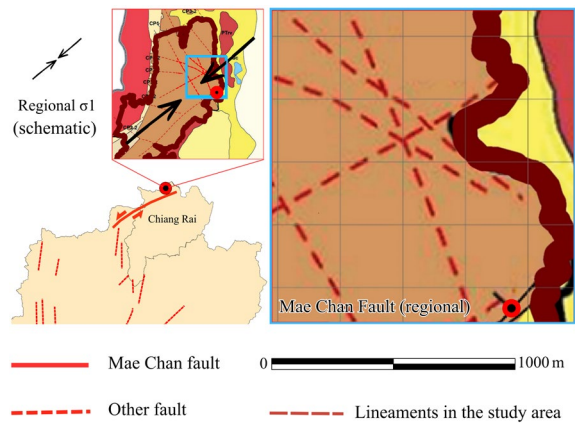 Regional σ1
(schematic)
Chiang Rai
Mae Chan Fault (regional)
Mae Chan fault
0
1000 m
Other fault
Lineaments in the study area